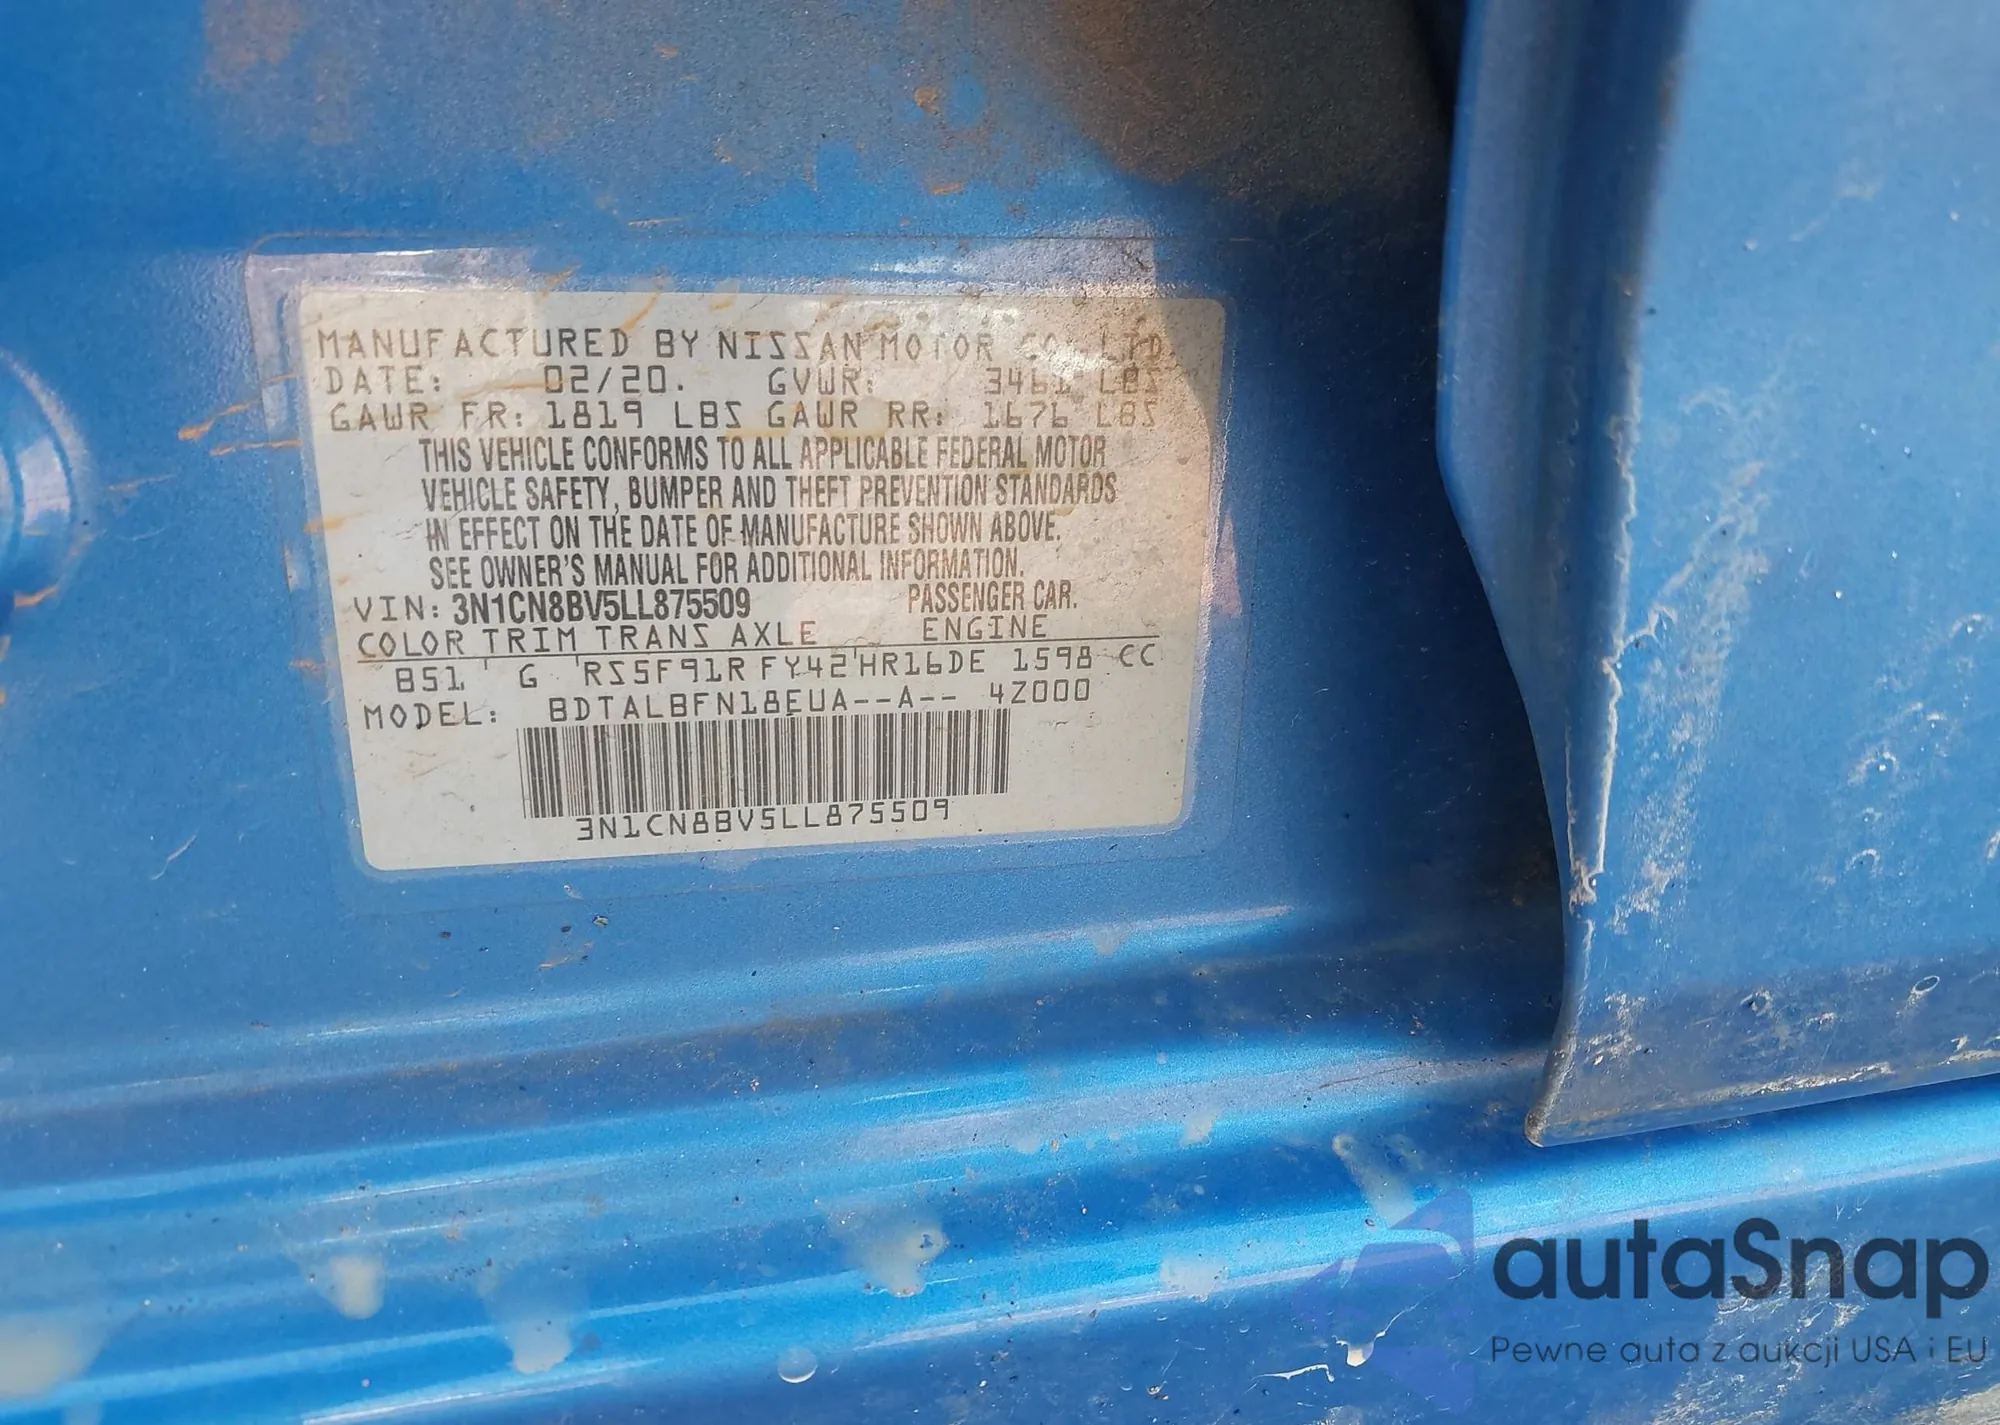 MANUFACTURED BY NISSAN MOTOR CO., LTD.
DATE: 02/20. GVWR: 3461 LBS
GAWR FR: 1819 LBS GAWR RR: 1676 LBS
THIS VEHICLE CONFORMS TO ALL APPLICABLE FEDERAL MOTOR
VEHICLE SAFETY, BUMPER AND THEFT PREVENTION STANDARDS
IN EFFECT ON THE DATE OF MANUFACTURE SHOWN ABOVE.
SEE OWNER'S MANUAL FOR ADDITIONAL INFORMATION.
VIN: 3N1CN8BV5LL875509 PASSENGER CAR.
COLOR TRIM TRANS AXLE ENGINE
B51 G RS5F91R FY42 HR16DE 1598 CC
MODEL: BDTALBFN18EUA--A-- 4Z000
3N1CN8BV5LL875509
autaSnap
Pewne auta z aukcji USA i EU